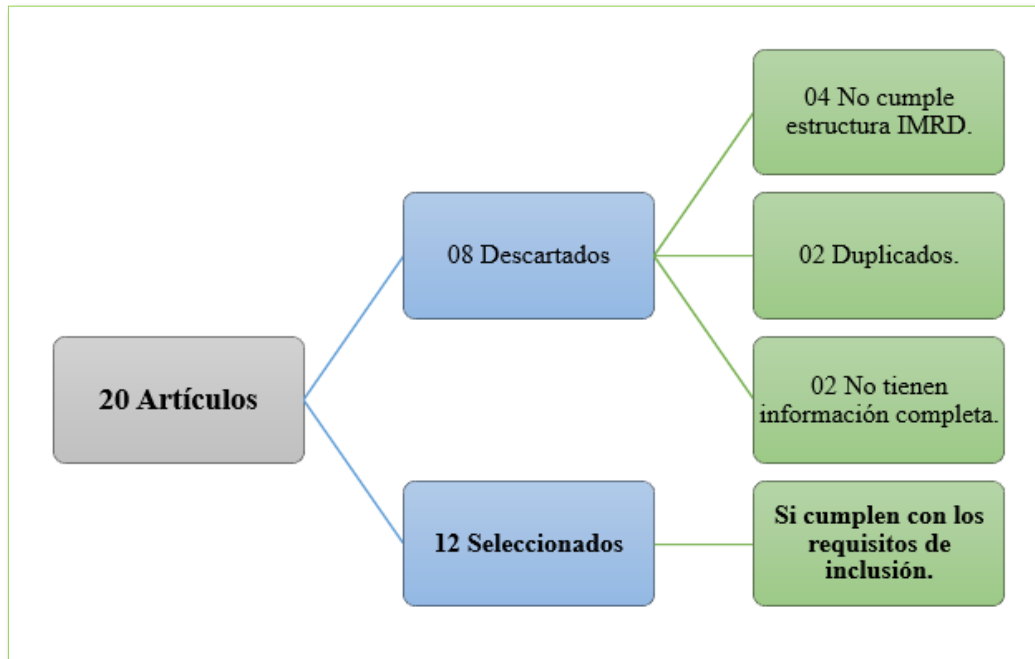 20 Artículos
08 Descartados
04 No cumple
estructura IMRD.
02 Duplicados.
02 No tienen
información completa.
12 Seleccionados
Si cumplen con los
requisitos de
inclusión.